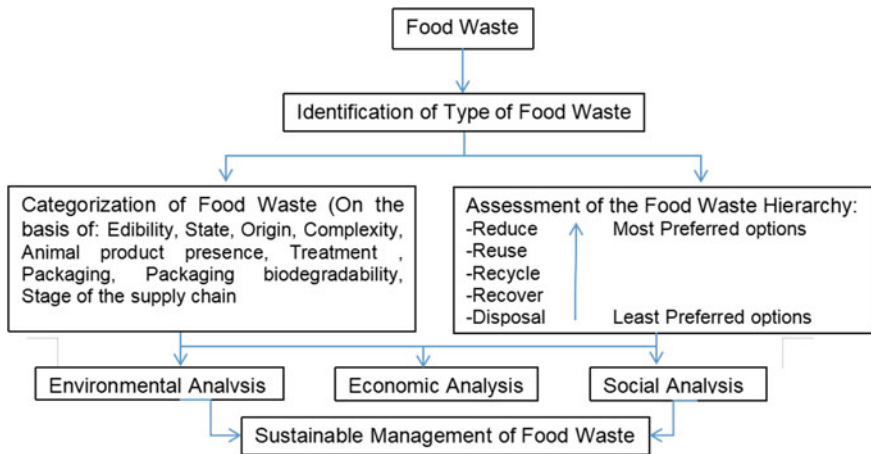 Food Waste
Identification of Type of Food Waste
Categorization of Food Waste (On the
basis of: Edibility, State, Origin, Complexity,
Animal product presence, Treatment ,
Packaging, Packaging biodegradability,
Stage of the supply chain
Assessment of the Food Waste Hierarchy:
-Reduce Most Preferred options
-Reuse
-Recycle
-Recover
-Disposal Least Preferred options
Environmental Analysis
Economic Analysis
Social Analysis
Sustainable Management of Food Waste